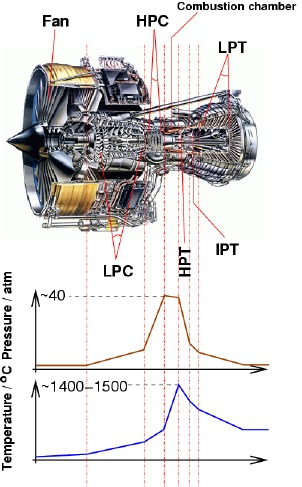 Combustion chamber
Fan
HPC
LPT
LPC
HPT
IPT
~40
Pressure / atm
~1400-1500
Temperature / °C